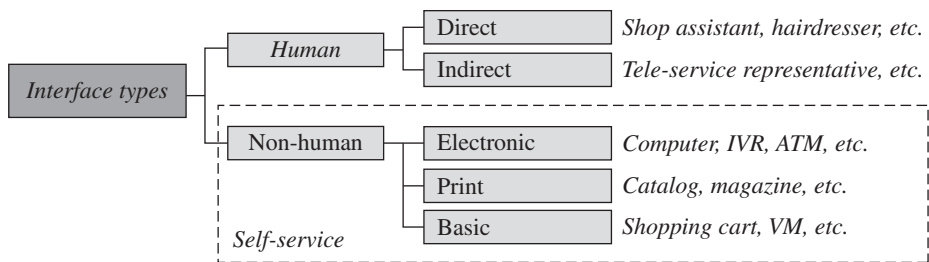 Interface types
Human
Direct
Shop assistant, hairdresser, etc.
Indirect
Tele-service representative, etc.
Non-human
Electronic
Computer, IVR, ATM, etc.
Print
Catalog, magazine, etc.
Basic
Shopping cart, VM, etc.
Self-service